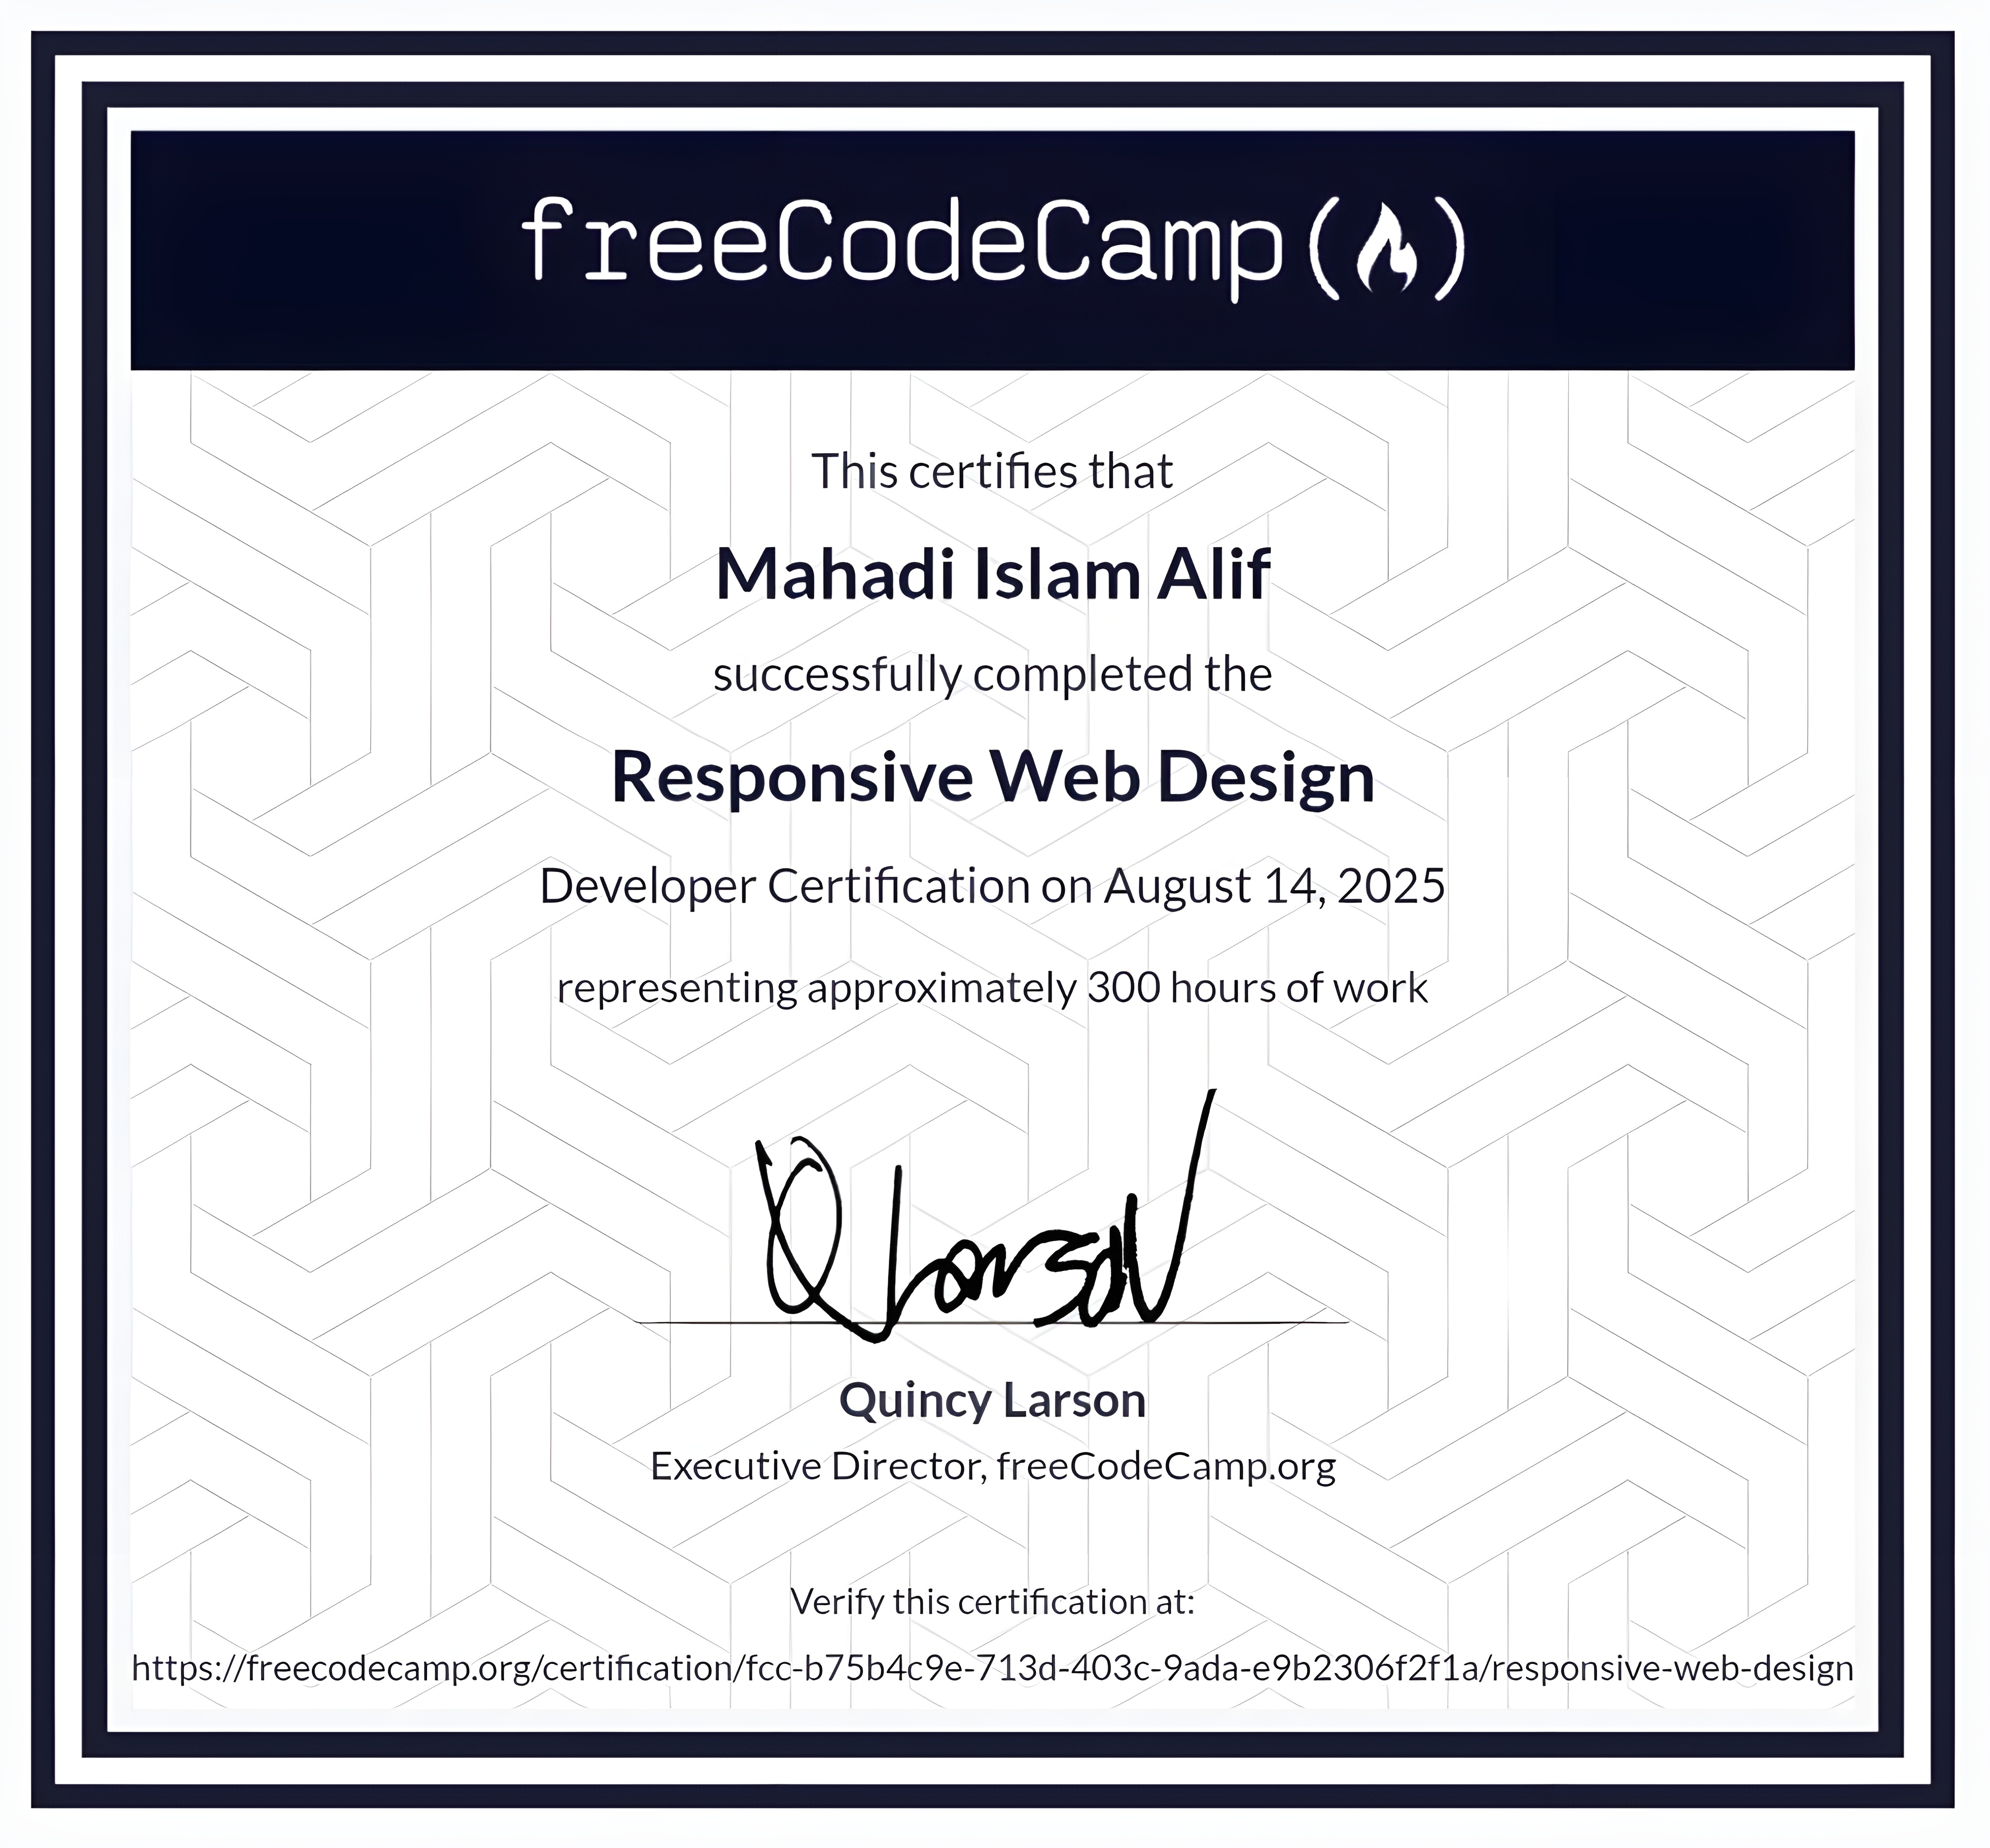 freeCodeCamp(🔥)
This certifies that
Mahadi Islam Alif
successfully completed the
Responsive Web Design
Developer Certification on August 14, 2025
representing approximately 300 hours of work
Q Larson
Quincy Larson
Executive Director, freeCodeCamp.org
Verify this certification at:
https://freecodecamp.org/certification/fcc-b75b4c9e-713d-403c-9ada-e9b2306f2f1a/responsive-web-design